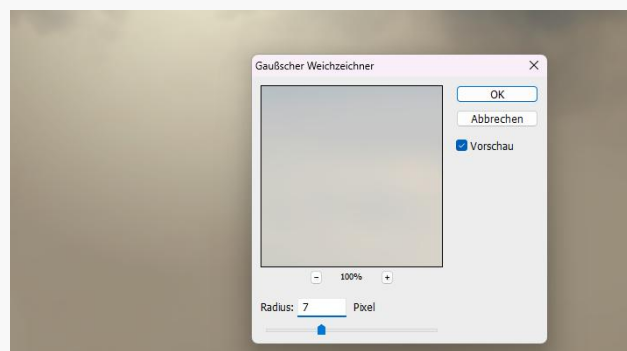 Gaußscher Weichzeichner
OK
Abbrechen
Vorschau
100%
Radius: 7 Pixel